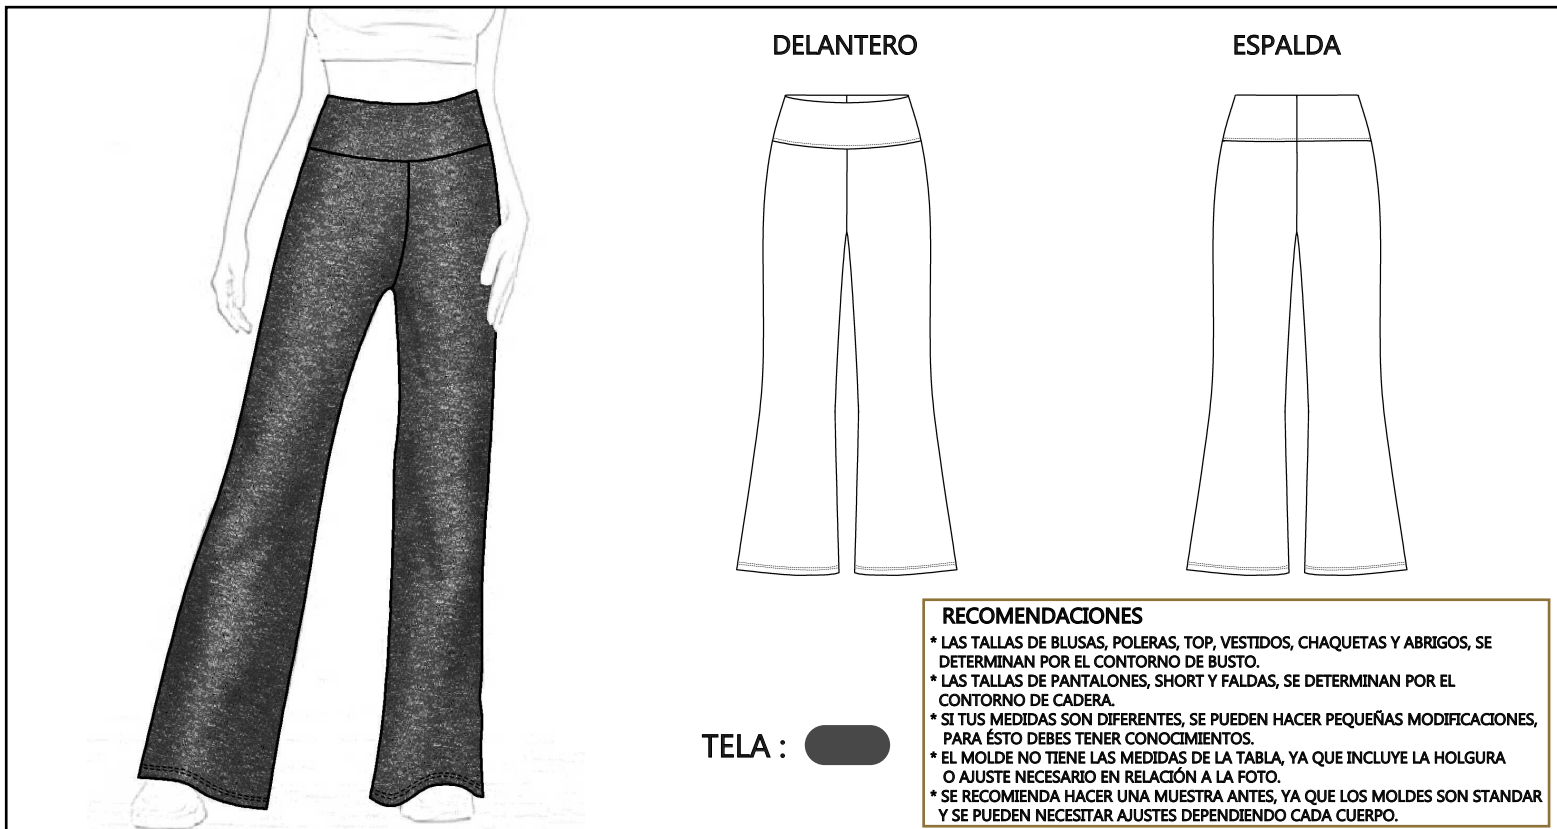 DELANTERO
ESPALDA
RECOMENDACIONES
* LAS TALLAS DE BLUSAS, POLERAS, TOP, VESTIDOS, CHAQUETAS Y ABRIGOS, SE
DETERMINAN POR EL CONTORNO DE BUSTO.
* LAS TALLAS DE PANTALONES, SHORT Y FALDAS, SE DETERMINAN POR EL
CONTORNO DE CADERA.
* SI TUS MEDIDAS SON DIFERENTES, SE PUEDEN HACER PEQUEÑAS MODIFICACIONES,
PARA ÉSTO DEBES TENER CONOCIMIENTOS.
* EL MOLDE NO TIENE LAS MEDIDAS DE LA TABLA, YA QUE INCLUYE LA HOLGURA
O AJUSTE NECESARIO EN RELACIÓN A LA FOTO.
* SE RECOMIENDA HACER UNA MUESTRA ANTES, YA QUE LOS MOLDES SON STANDAR
Y SE PUEDEN NECESITAR AJUSTES DEPENDIENDO CADA CUERPO.
TELA :